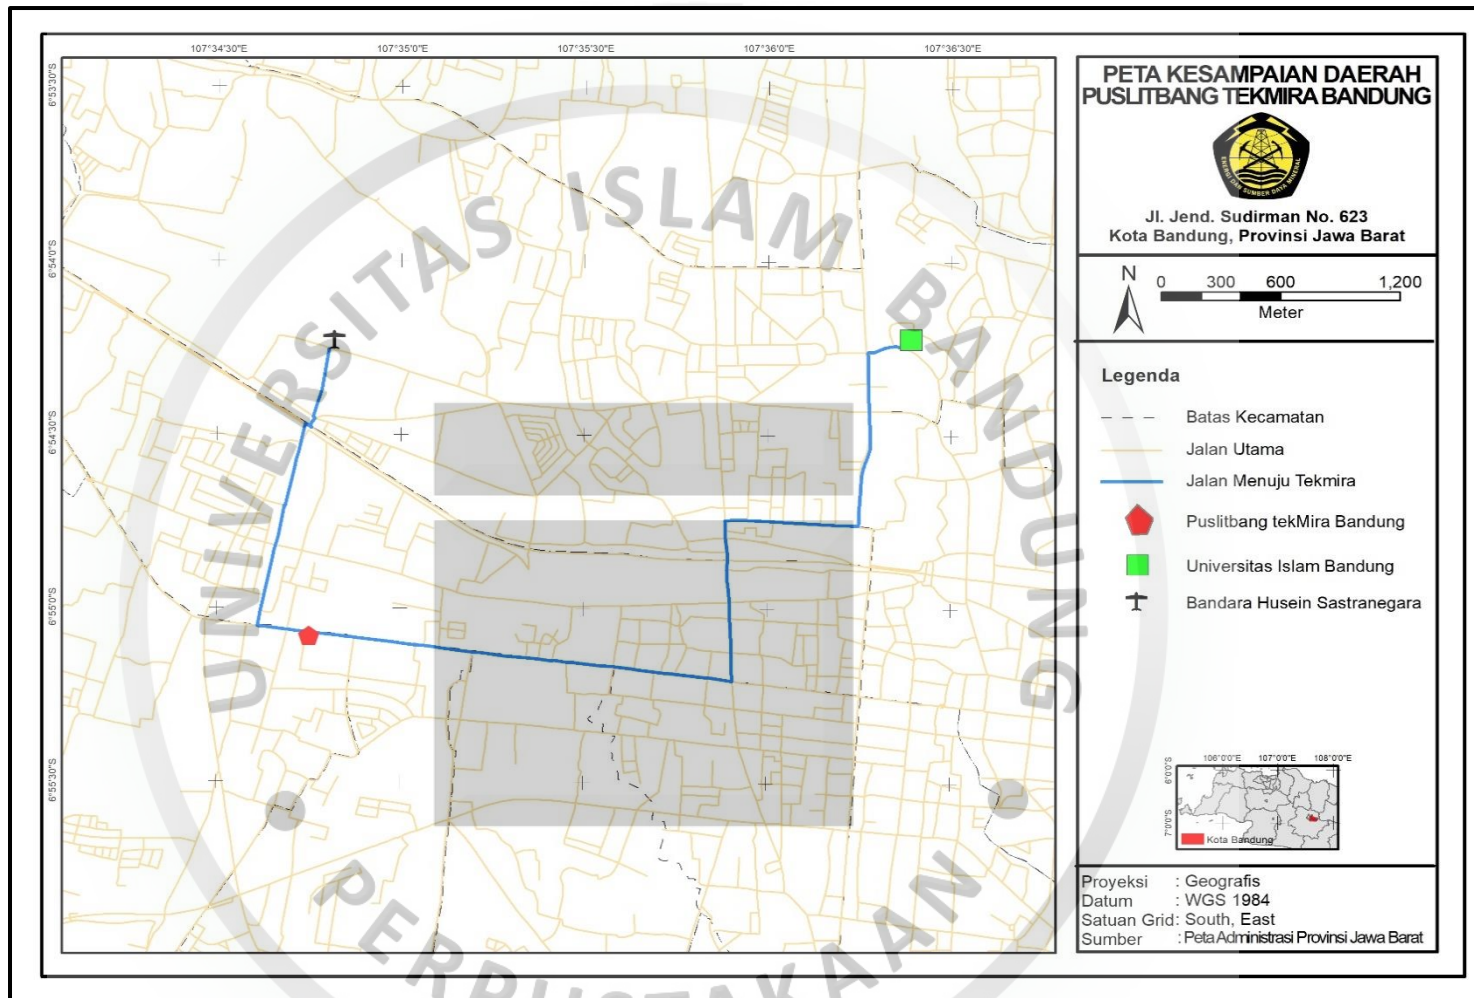 107°34'30"E 107°35'0"E 107°35'30"E 107°36'0"E 107°36'30"E
6°53'30"S
6°54'0"S
6°54'30"S
6°55'0"S
6°55'30"S
UNIVERSITAS ISLAM BANDUNG
PERPUSTAKAAN
PETA KESAMPAIAN DAERAH
PUSLITBANG TEKMIRA BANDUNG
ENERGI DAN SUMBER DAYA MINERAL
Jl. Jend. Sudirman No. 623
Kota Bandung, Provinsi Jawa Barat
N
0 300 600 1,200
Meter
Legenda
Batas Kecamatan
Jalan Utama
Jalan Menuju Tekmira
Puslitbang tekMira Bandung
Universitas Islam Bandung
Bandara Husein Sastranegara
106°0'0"E 107°0'0"E 108°0'0"E
6°0'0"S
7°0'0"S
Kota Bandung
Proyeksi : Geografis
Datum : WGS 1984
Satuan Grid: South, East
Sumber : Peta Administrasi Provinsi Jawa Barat